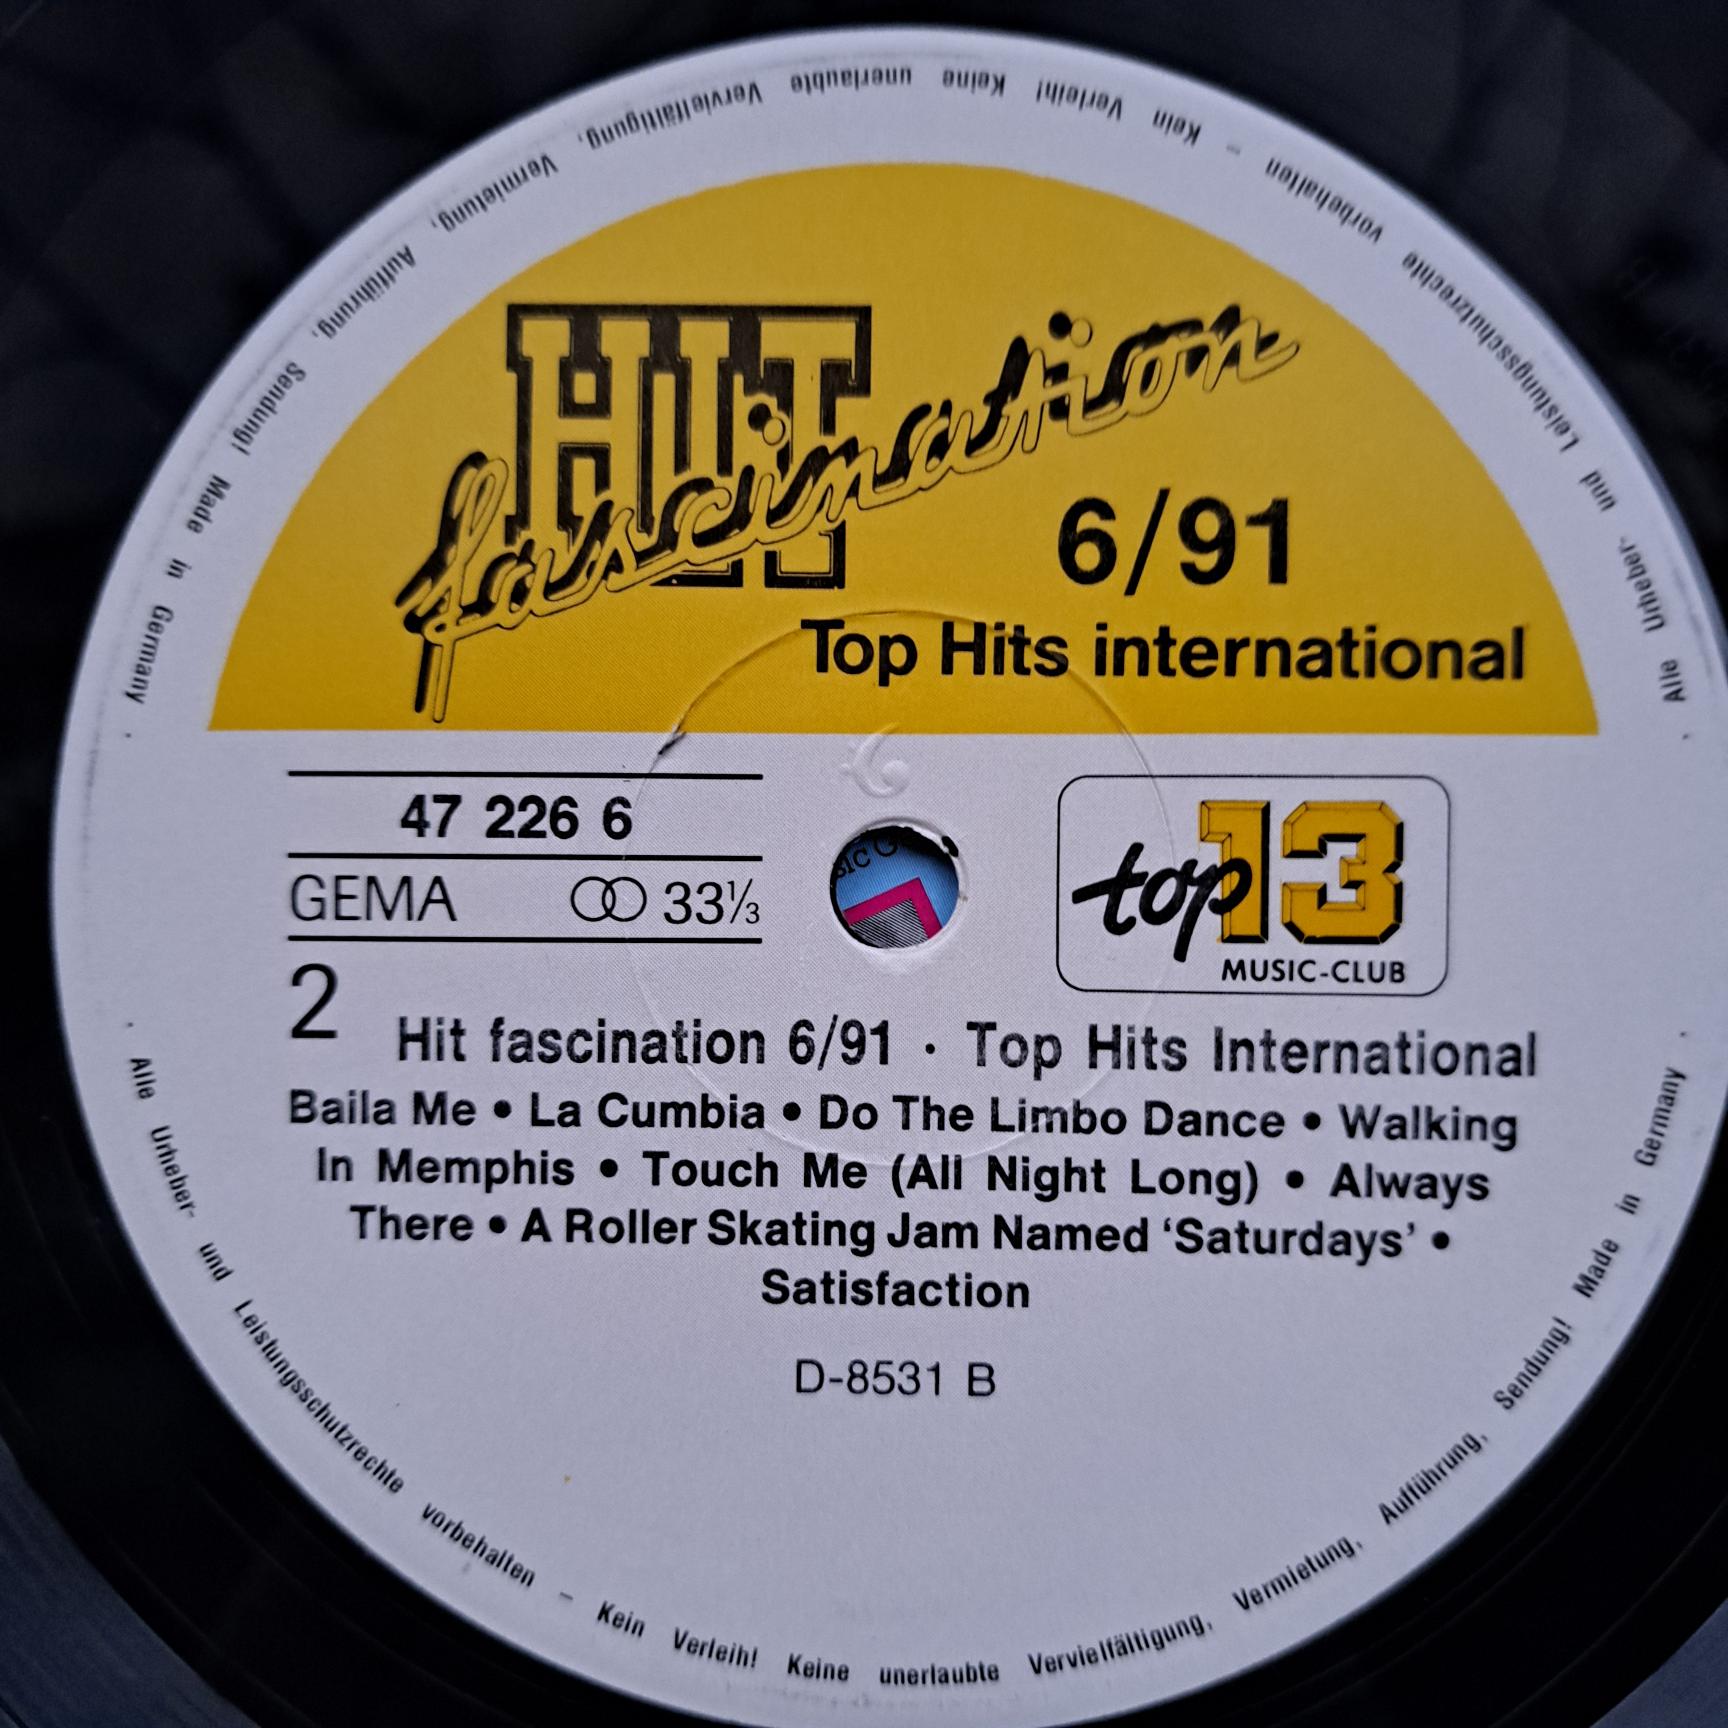 HIT
fascination
6/91
Top Hits international
47 226 6
GEMA 33⅓
top 13
MUSIC-CLUB
2
Hit fascination 6/91 · Top Hits International
Baila Me • La Cumbia • Do The Limbo Dance • Walking
In Memphis • Touch Me (All Night Long) • Always
There • A Roller Skating Jam Named ‘Saturdays’ •
Satisfaction
D-8531 B
Alle Urheber- und Leistungsschutzrechte vorbehalten – Kein Verleih! Keine unerlaubte Vervielfältigung, Vermietung, Aufführung, Sendung! Made in Germany ·
Alle Urheber- und Leistungsschutzrechte vorbehalten – Kein Verleih! Keine unerlaubte Vervielfältigung, Vermietung, Aufführung, Sendung! Made in Germany ·